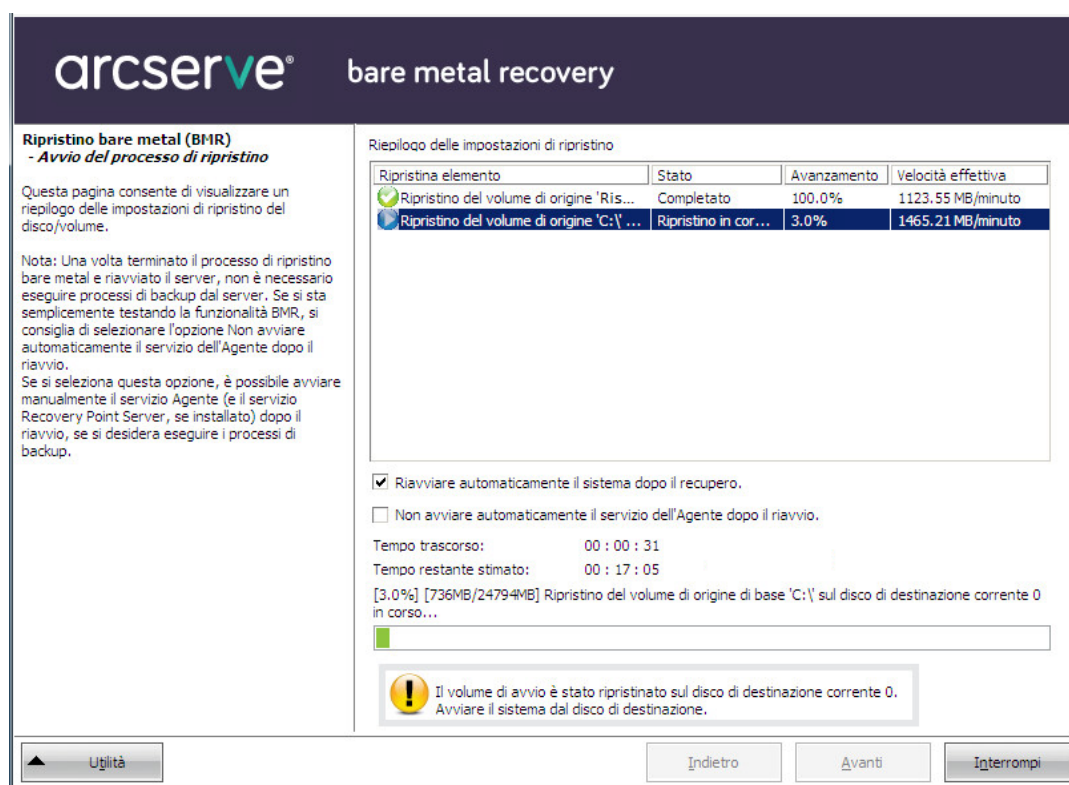 arcserve® bare metal recovery
Ripristino bare metal (BMR)
- Avvio del processo di ripristino
Questa pagina consente di visualizzare un
riepilogo delle impostazioni di ripristino del
disco/volume.
Nota: Una volta terminato il processo di ripristino
bare metal e riavviato il server, non è necessario
eseguire processi di backup dal server. Se si sta
semplicemente testando la funzionalità BMR, si
consiglia di selezionare l'opzione Non avviare
automaticamente il servizio dell'Agente dopo il
riavvio.
Se si seleziona questa opzione, è possibile avviare
manualmente il servizio Agente (e il servizio
Recovery Point Server, se installato) dopo il
riavvio, se si desidera eseguire i processi di
backup.
Riepilogo delle impostazioni di ripristino
Ripristina elemento Stato Avanzamento Velocità effettiva
Ripristino del volume di origine 'Ris... Completato 100.0% 1123.55 MB/minuto
Ripristino del volume di origine 'C:\' ... Ripristino in cor... 3.0% 1465.21 MB/minuto
Riavviare automaticamente il sistema dopo il recupero.
Non avviare automaticamente il servizio dell'Agente dopo il riavvio.
Tempo trascorso: 00 : 00 : 31
Tempo restante stimato: 00 : 17 : 05
[3.0%] [736MB/24794MB] Ripristino del volume di origine di base 'C:\' sul disco di destinazione corrente 0
in corso...
Il volume di avvio è stato ripristinato sul disco di destinazione corrente 0.
Avviare il sistema dal disco di destinazione.
Utilità Indietro Avanti Interrompi